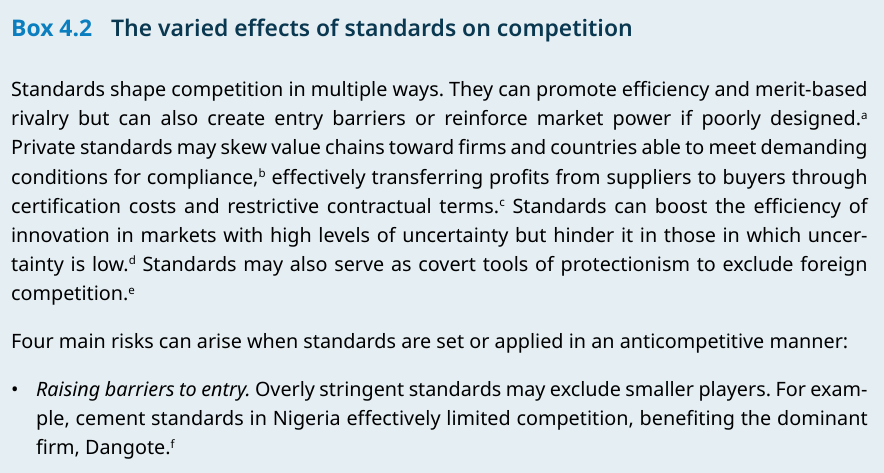 Box 4.2 The varied effects of standards on competition
Standards shape competition in multiple ways. They can promote efficiency and merit-based
rivalry but can also create entry barriers or reinforce market power if poorly designed.ᵃ
Private standards may skew value chains toward firms and countries able to meet demanding
conditions for compliance,ᵇ effectively transferring profits from suppliers to buyers through
certification costs and restrictive contractual terms.ᶜ Standards can boost the efficiency of
innovation in markets with high levels of uncertainty but hinder it in those in which uncer-
tainty is low.ᵈ Standards may also serve as covert tools of protectionism to exclude foreign
competition.ᵉ
Four main risks can arise when standards are set or applied in an anticompetitive manner:
• Raising barriers to entry. Overly stringent standards may exclude smaller players. For exam-
ple, cement standards in Nigeria effectively limited competition, benefiting the dominant
firm, Dangote.ᶠ